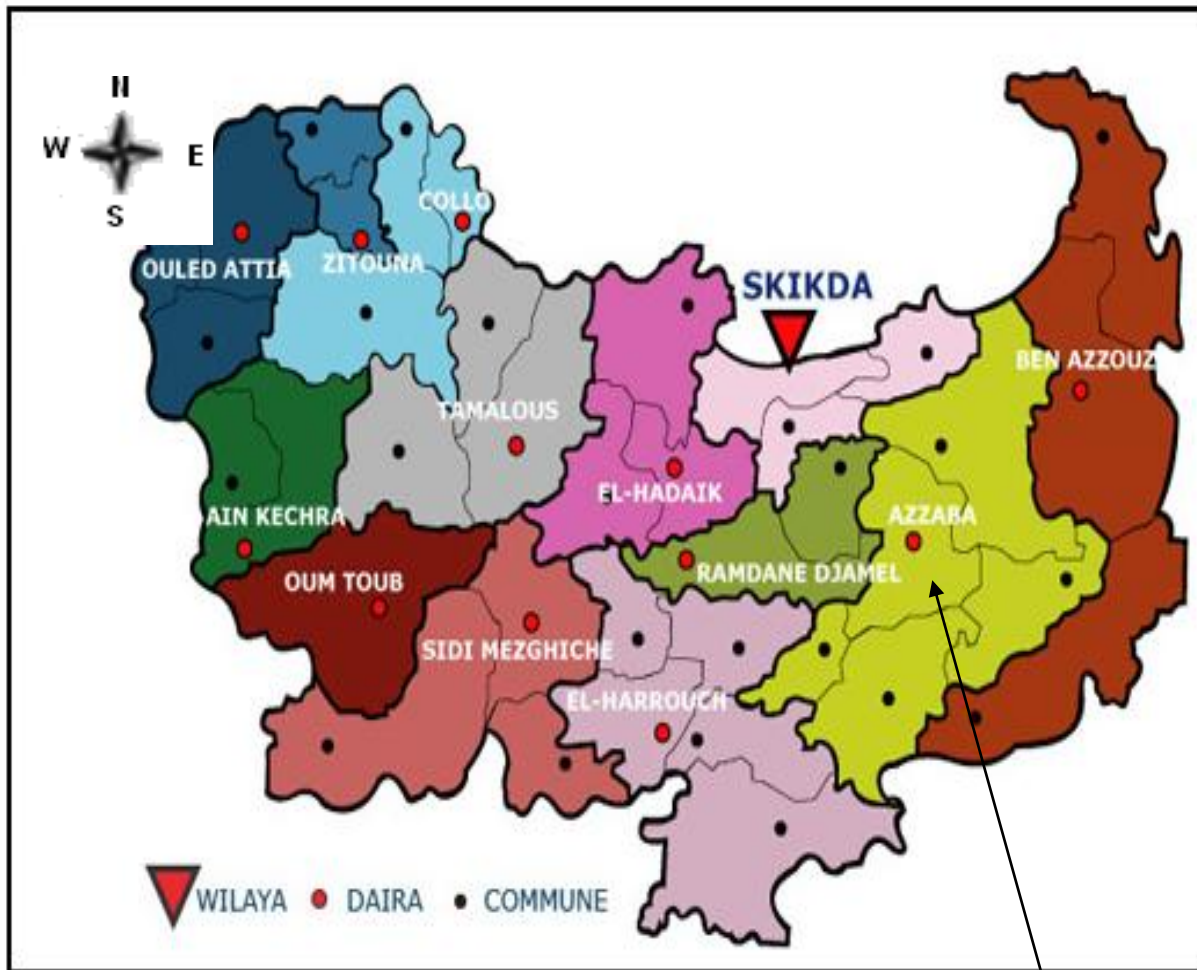 N
W E
S
COLLO
OULED ATTIA
ZITOUNA
SKIKDA
BEN AZZOUZ
TAMALOUS
EL-HADAIK
AIN KECHRA
AZZABA
OUM TOUB
RAMDANE DJAMEL
SIDI MEZGHICHE
EL-HARROUCH
WILAYA DAIRA COMMUNE